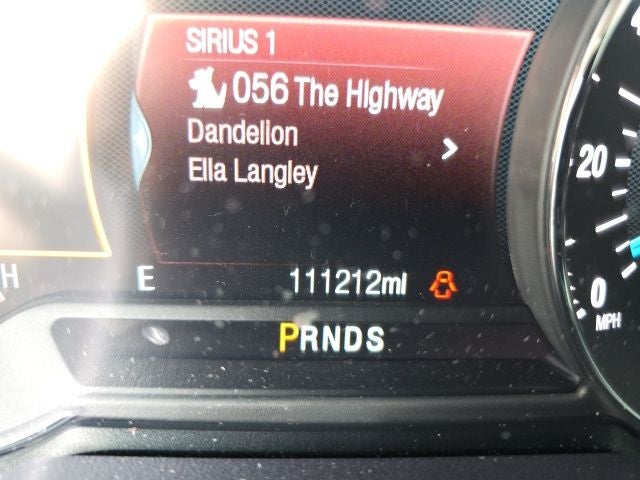 SIRIUS 1
056 The Highway
Dandelion
Ella Langley
H
E 111212mi
PRNDS
20
0
MPH